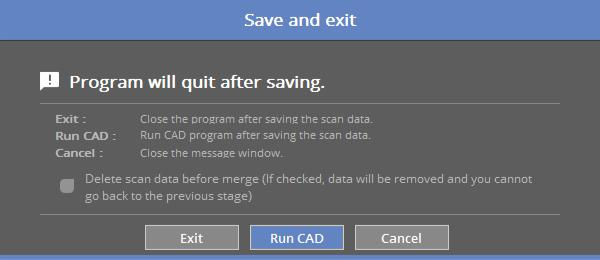 Save and exit
Program will quit after saving.
Exit : Close the program after saving the scan data.
Run CAD : Run CAD program after saving the scan data.
Cancel : Close the message window.
Delete scan data before merge (If checked, data will be removed and you cannot
go back to the previous stage)
Exit Run CAD Cancel